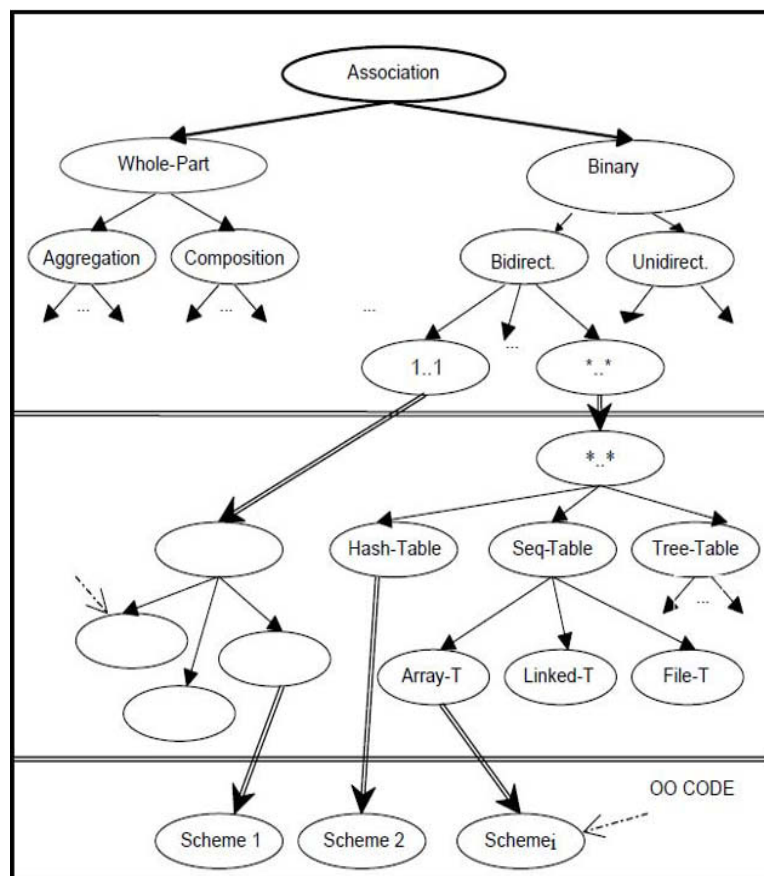 Association
Whole-Part
Binary
Aggregation
Composition
Bidirect.
Unidirect.
...
...
...
...
1..1
*..*
*..*
Hash-Table
Seq-Table
Tree-Table
...
Array-T
Linked-T
File-T
OO CODE
Scheme 1
Scheme 2
Schemei